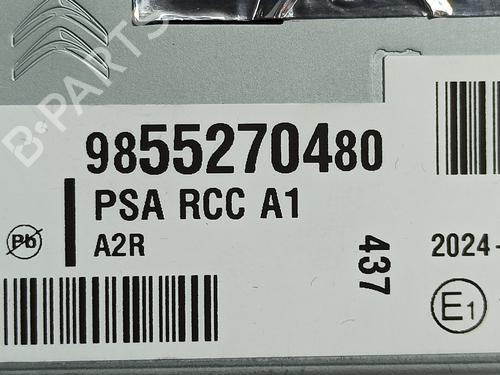 B-PARTS
9855270480
PSA RCC A1
A2R
Pb
437
2024-
E1